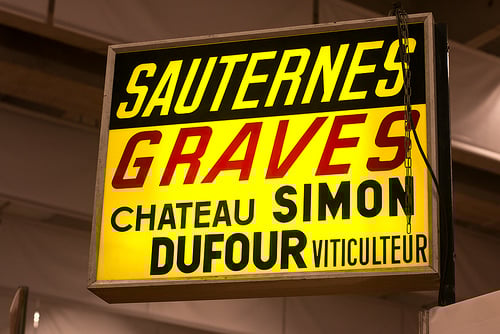 SAUTERNES
GRAVES
CHATEAU SIMON
DUFOUR VITICULTEUR